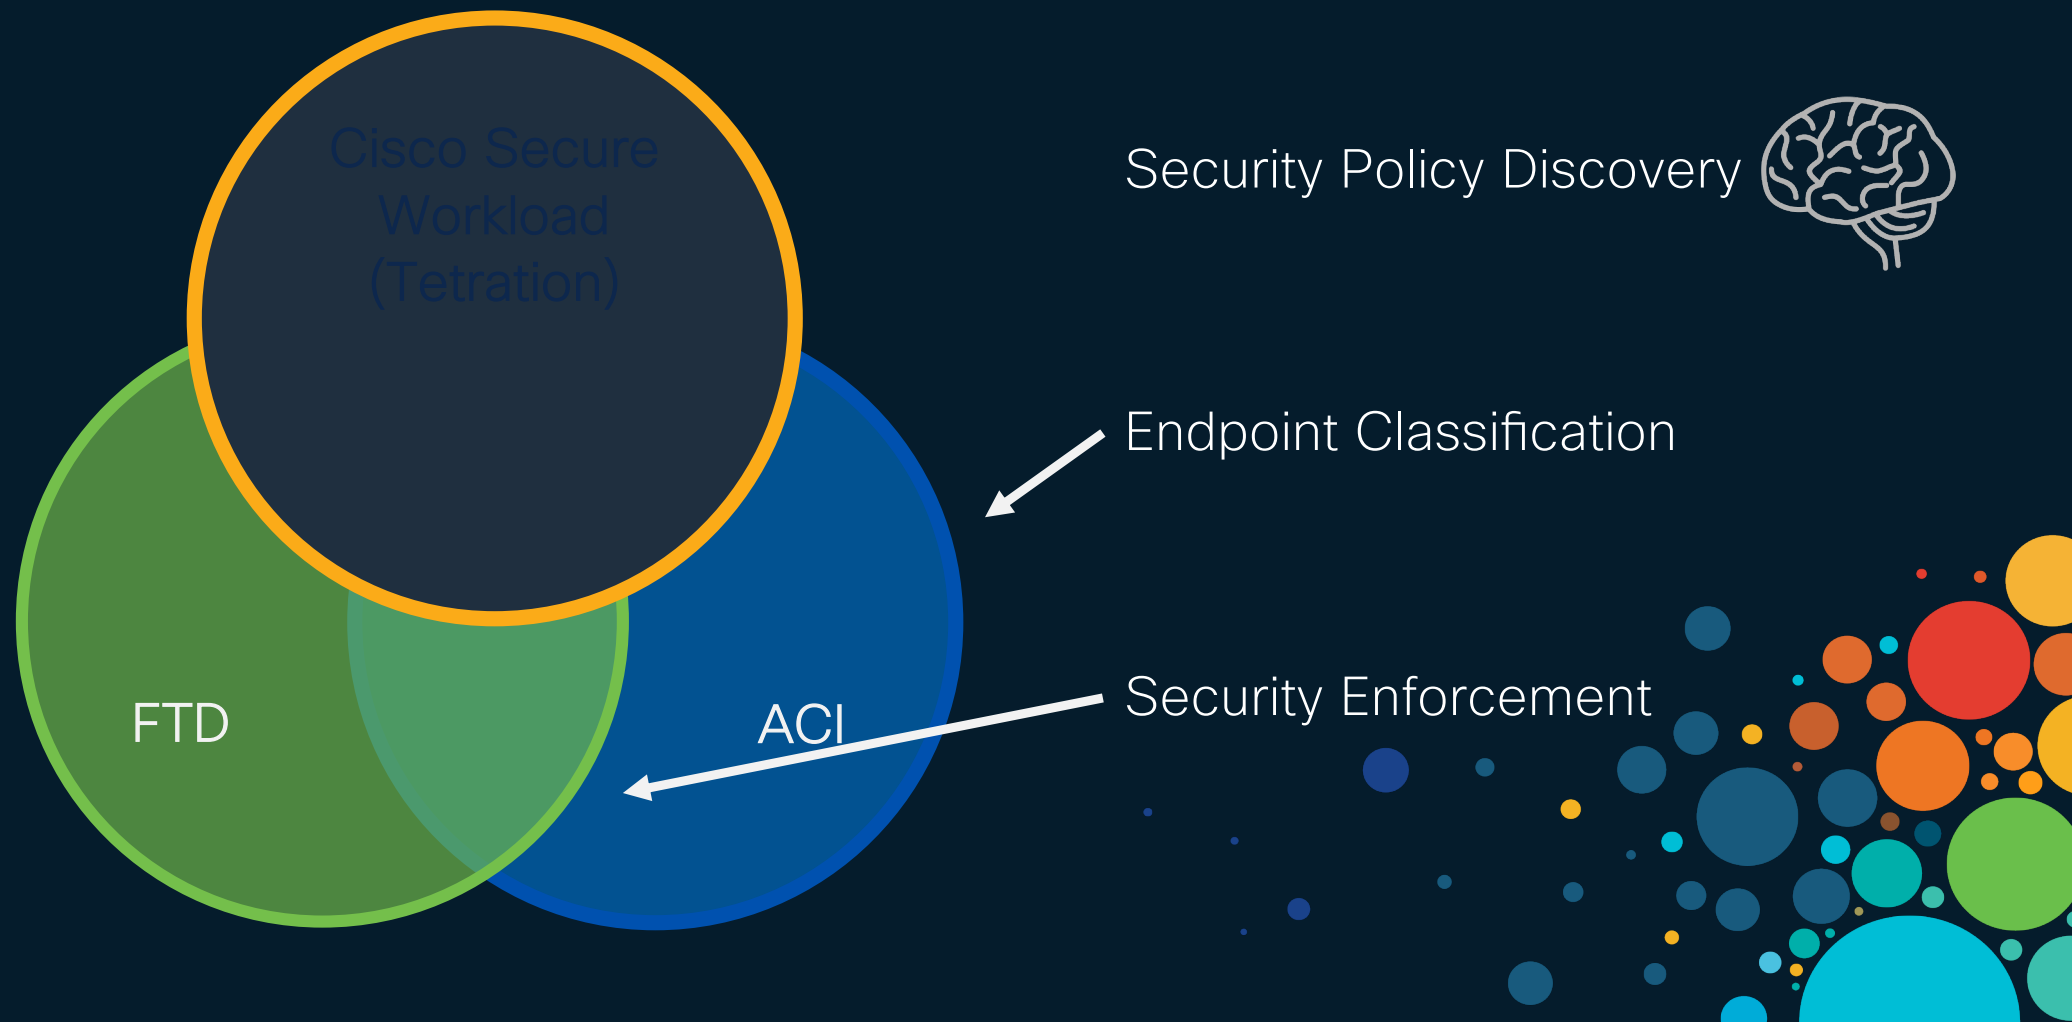 Cisco Secure
Workload
(Tetration)
Security Policy Discovery
Endpoint Classification
FTD
ACI
Security Enforcement